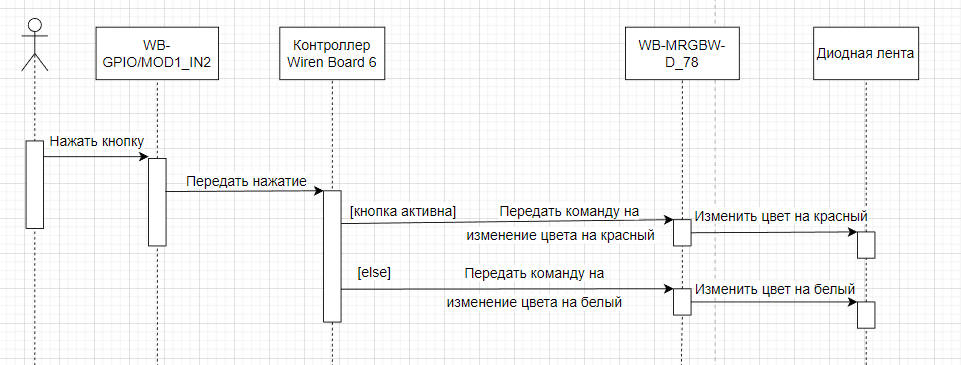 WB-
GPIO/MOD1_IN2
Контроллер
Wiren Board 6
WB-MRGBW-
D_78
Диодная лента
Нажать кнопку
Передать нажатие
[кнопка активна]
Передать команду на
изменение цвета на красный
Изменить цвет на красный
[else]
Передать команду на
изменение цвета на белый
Изменить цвет на белый